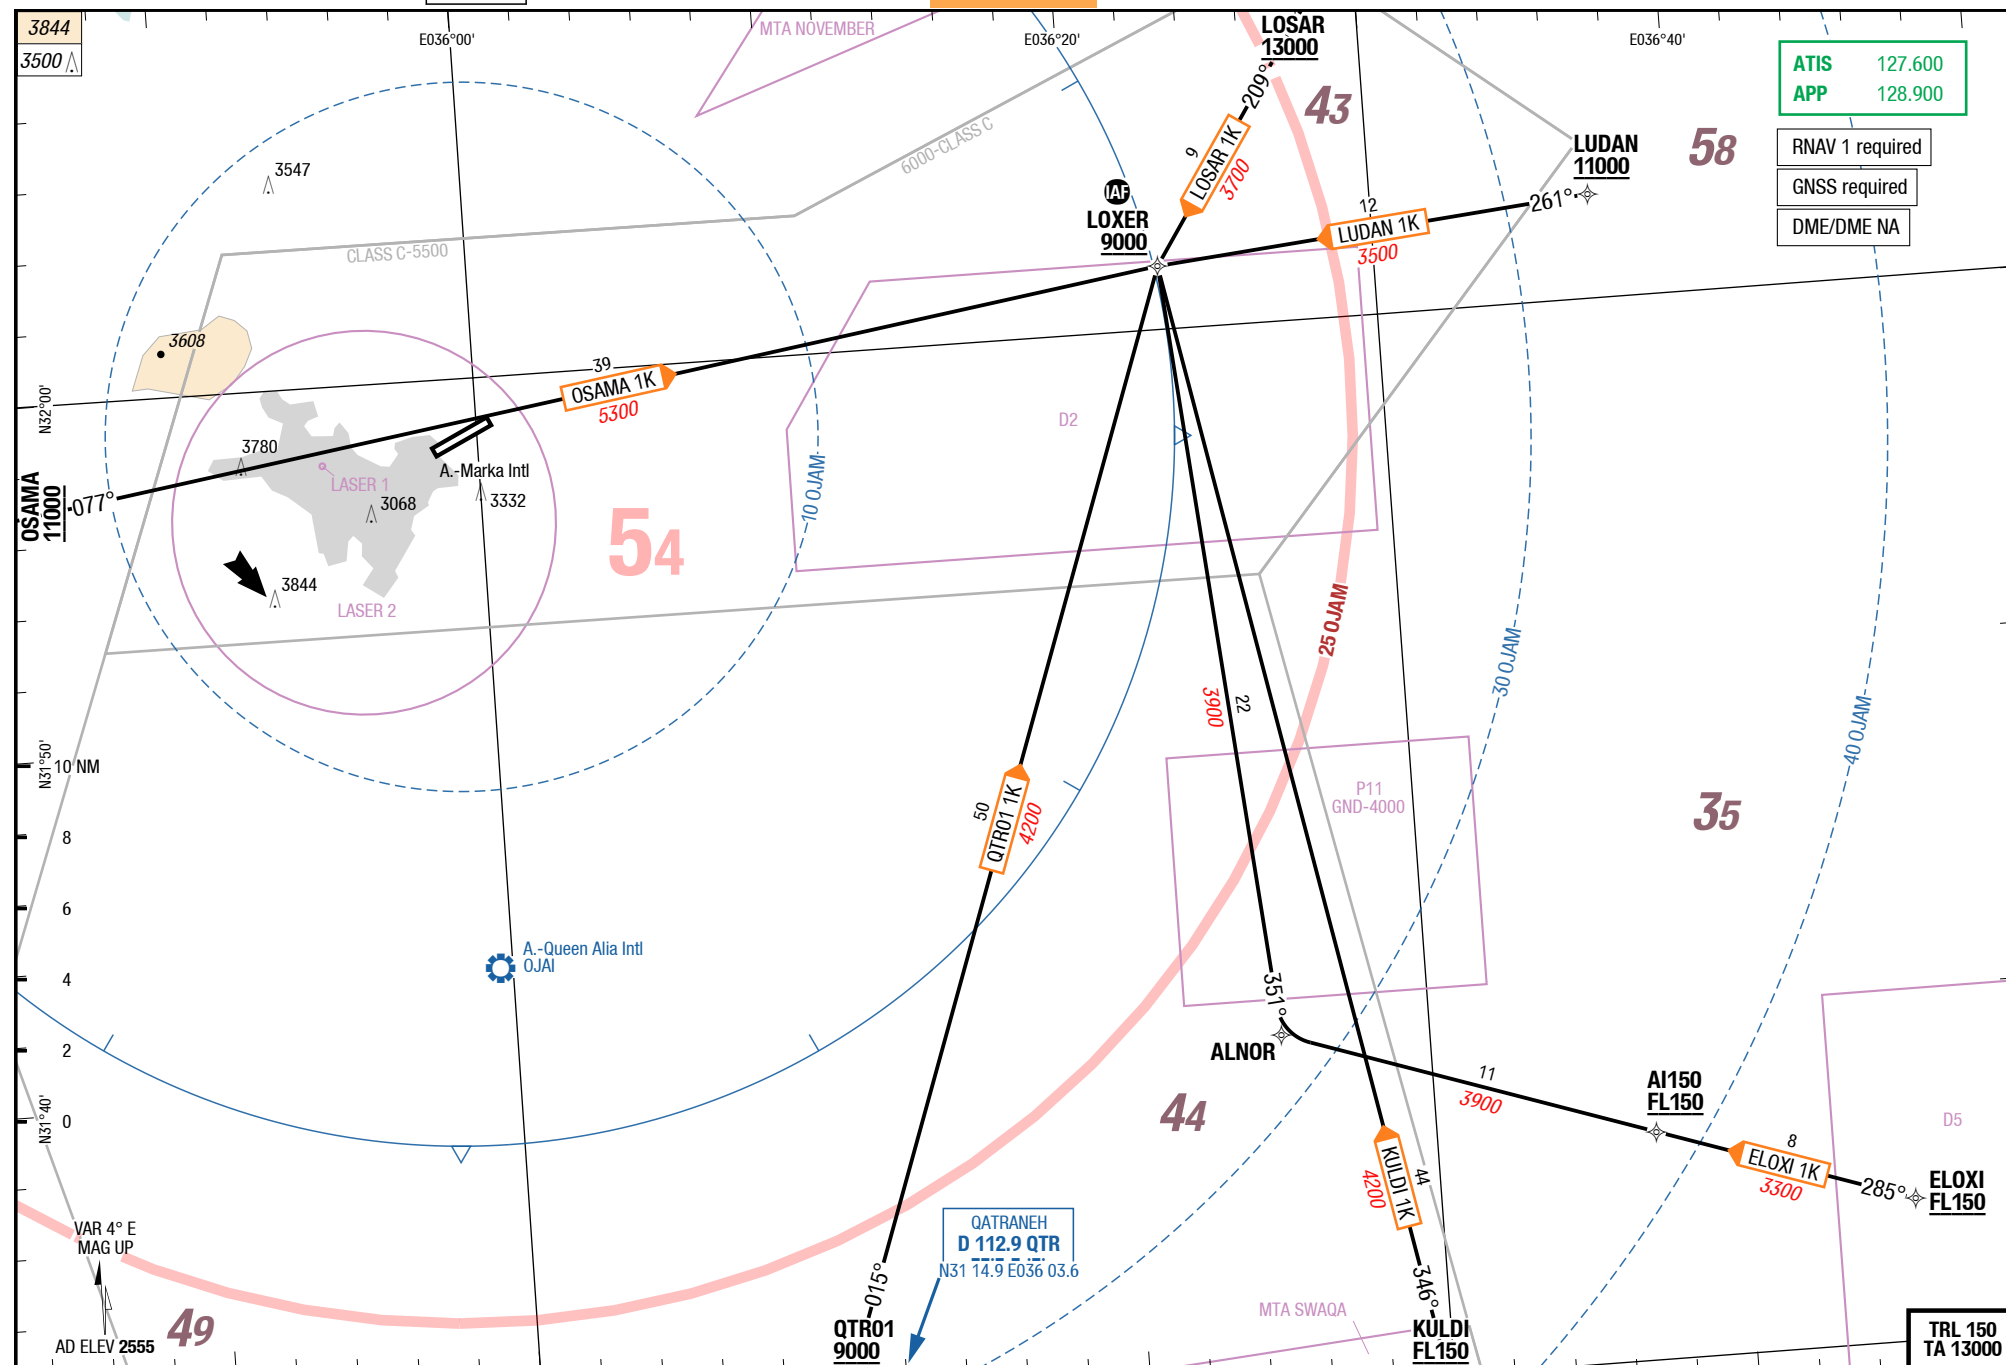 3844
3500
E036°00'
MTA NOVEMBER
E036°20'
LOSAR
13000
E036°40'
ATIS 127.600
APP 128.900
RNAV 1 required
GNSS required
DME/DME NA
209°
43
58
LUDAN
11000
6000-CLASS C
9
LOSAR 1K
3700
3547
IAF
LOXER
9000
12
LUDAN 1K
3500
261°
CLASS C-5500
3608
39
OSAMA 1K
5300
N32°00'
D2
3780
A.-Marka Intl
LASER 1
3068
3332
OSAMA
11000
077°
10 OJAM
54
3844
LASER 2
25 OJAM
30 OJAM
40 OJAM
3900
22
N31°50'
10 NM
8
6
4
2
0
50
QTR01 1K
4200
P11
GND-4000
35
A.-Queen Alia Intl
OJAI
351°
ALNOR
11
3900
AI150
FL150
44
N31°40'
D5
8
ELOXI 1K
3300
285°
ELOXI
FL150
44
KULDI 1K
4200
VAR 4° E
MAG UP
QATRANEH
D 112.9 QTR
N31 14.9 E036 03.6
015°
346°
MTA SWAQA
49
AD ELEV 2555
QTR01
9000
KULDI
FL150
TRL 150
TA 13000